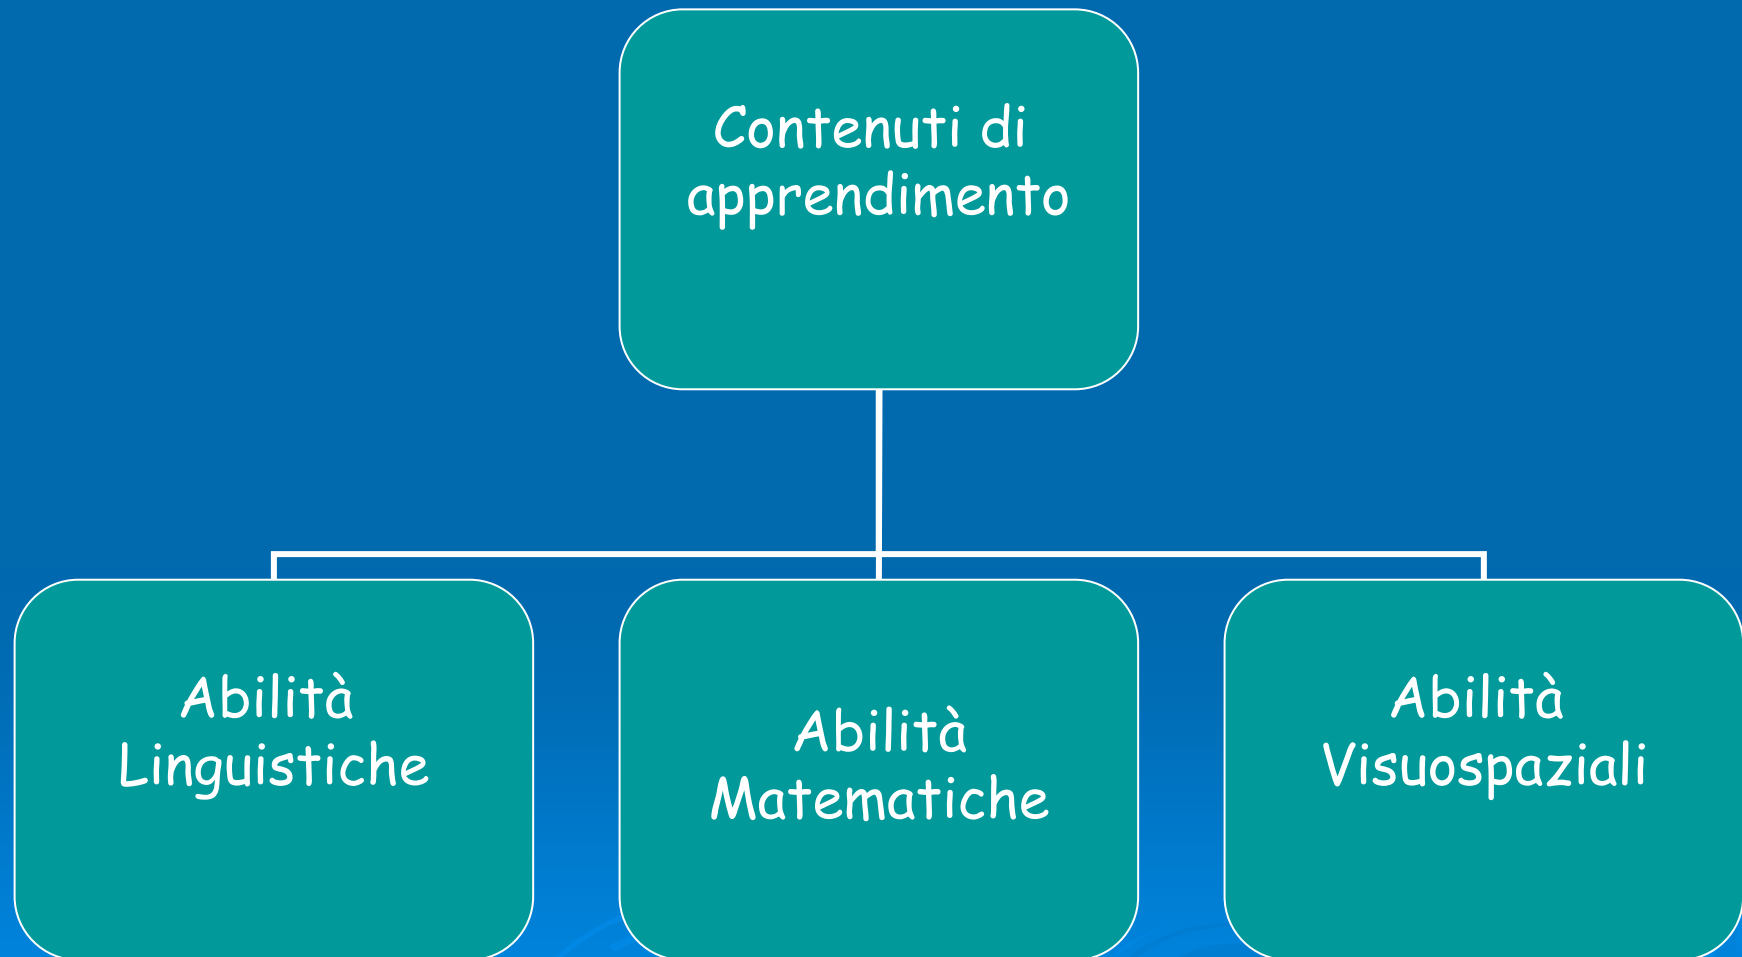 Contenuti di
apprendimento
Abilità
Linguistiche
Abilità
Matematiche
Abilità
Visuospaziali